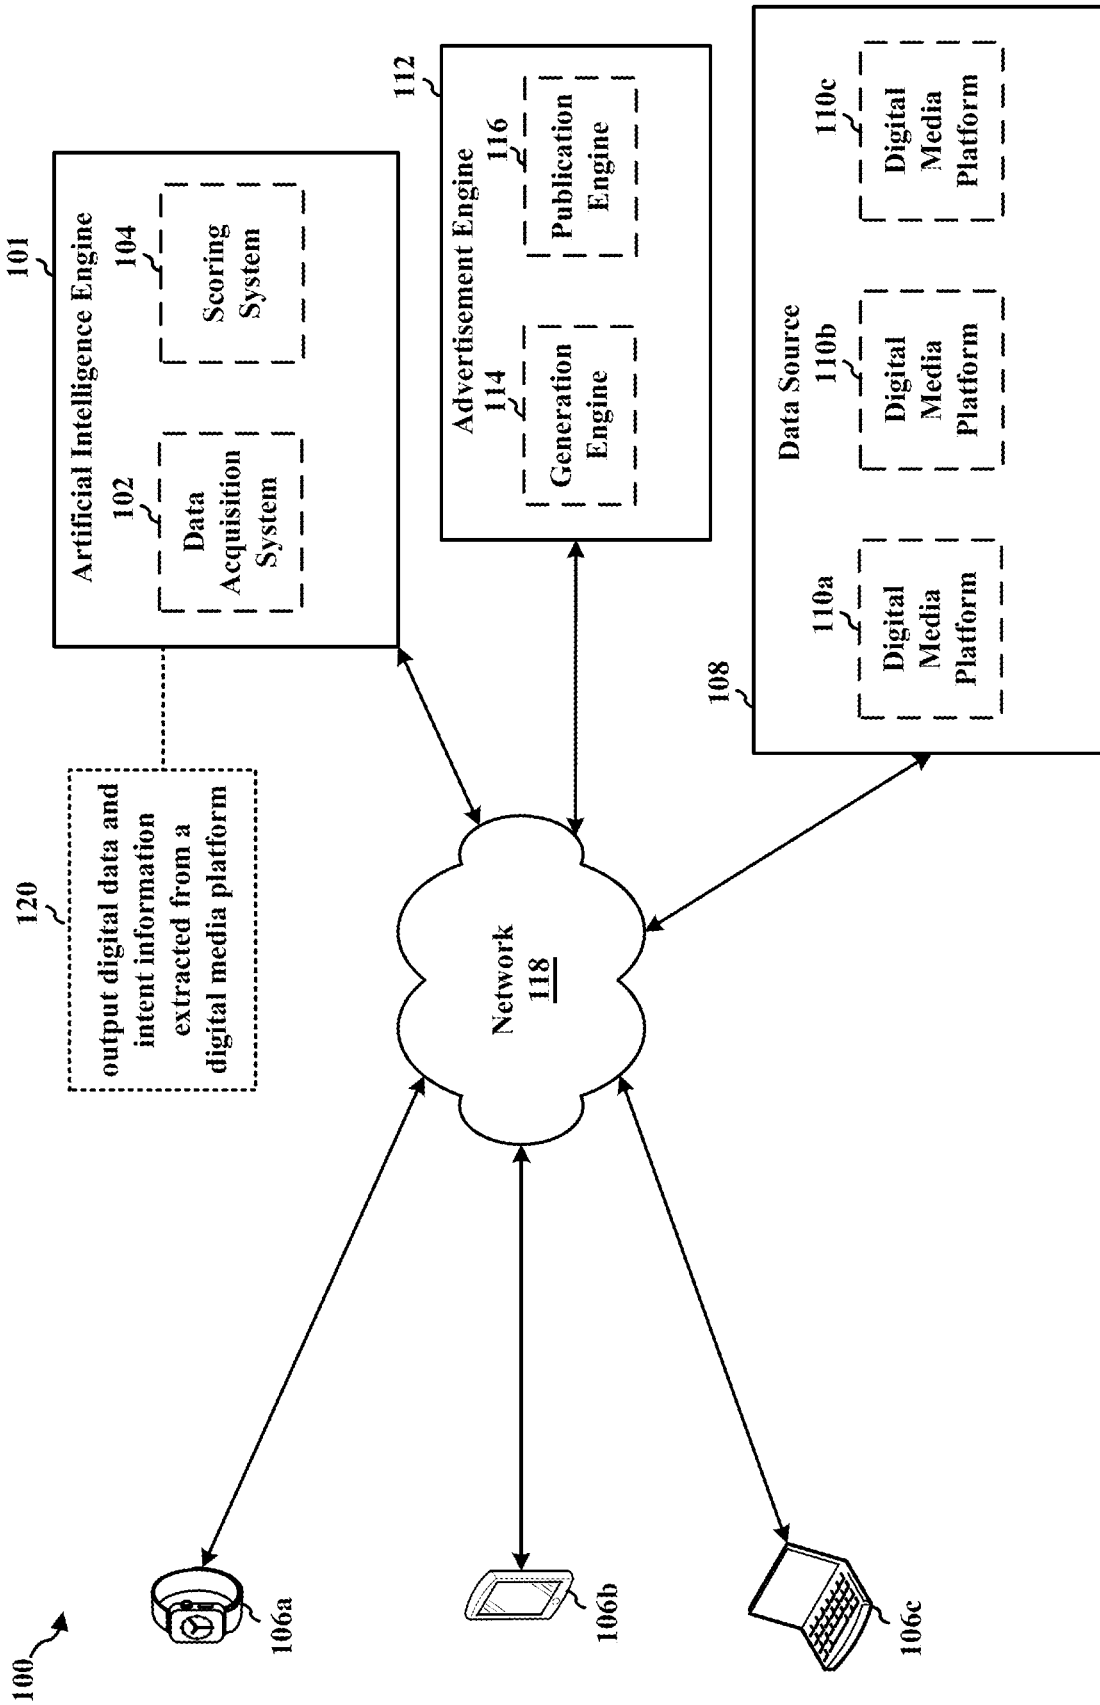 100
106a
106b
106c
120
output digital data and
intent information
extracted from a
digital media platform
Network
118
101
Artificial Intelligence Engine
102
Data
Acquisition
System
104
Scoring
System
112
Advertisement Engine
114
Generation
Engine
116
Publication
Engine
108
Data Source
110a
Digital
Media
Platform
110b
Digital
Media
Platform
110c
Digital
Media
Platform